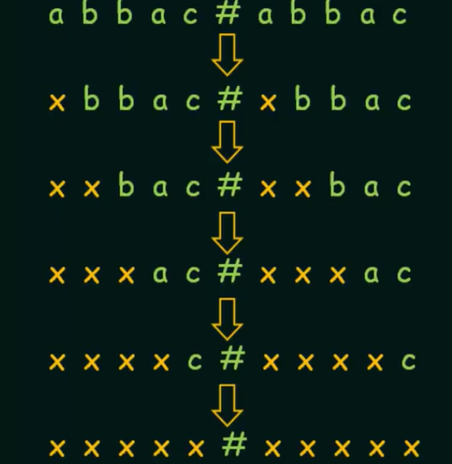 a b b a c # a b b a c
x b b a c # x b b a c
x x b a c # x x b a c
x x x a c # x x x a c
x x x x c # x x x x c
x x x x x # x x x x x